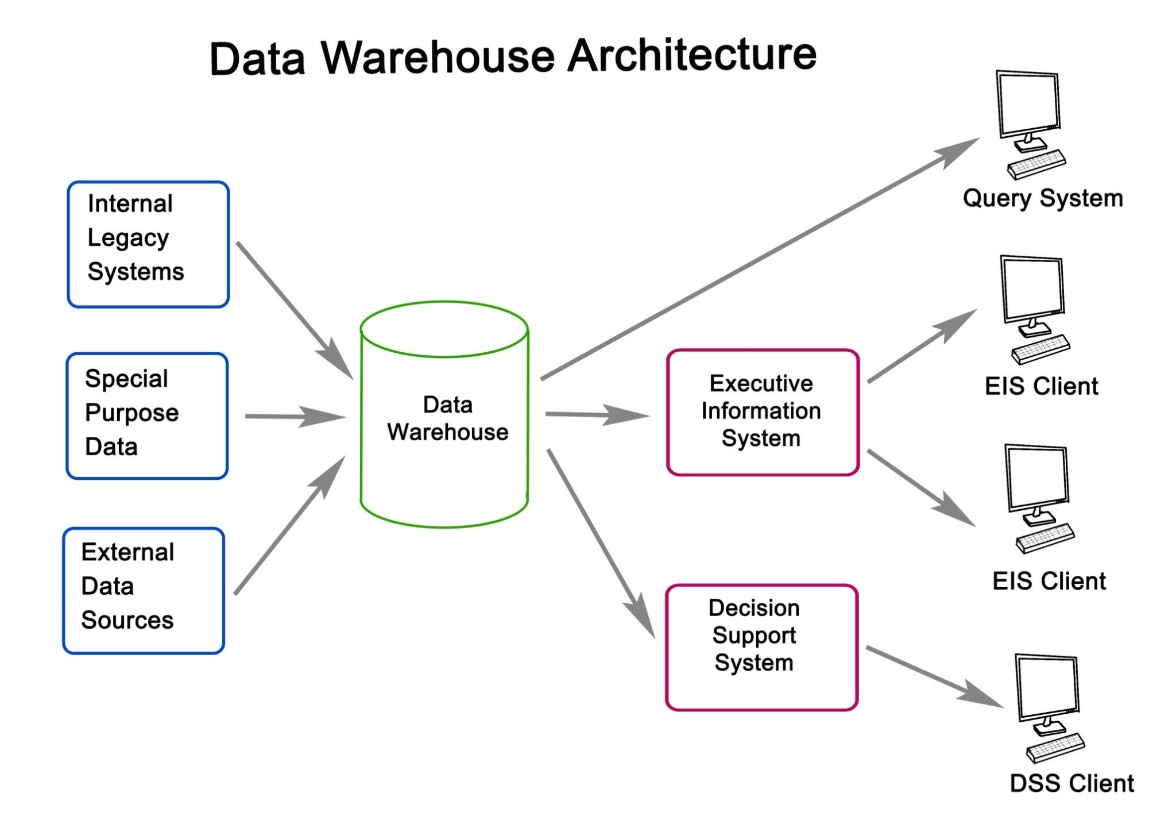 Data Warehouse Architecture
Internal
Legacy
Systems
Special
Purpose
Data
External
Data
Sources
Data
Warehouse
Executive
Information
System
Decision
Support
System
Query System
EIS Client
EIS Client
DSS Client